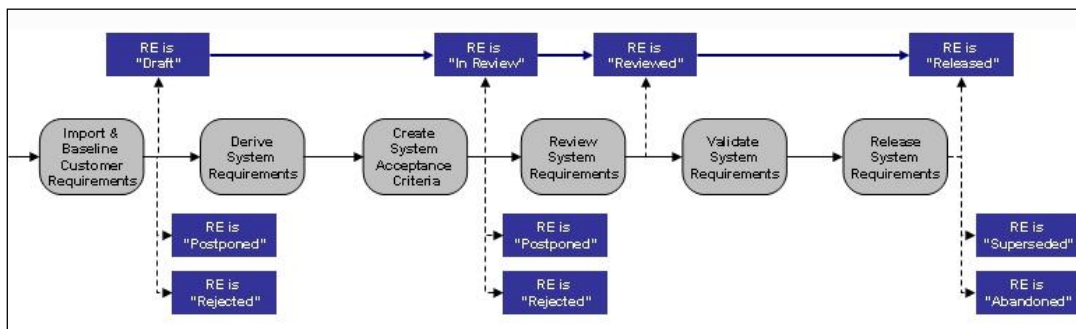 RE is
"Draft"
RE is
"In Review"
RE is
"Reviewed"
RE is
"Released"
Import &
Baseline
Customer
Requirements
Derive
System
Requirements
Create
System
Acceptance
Criteria
Review
System
Requirements
Validate
System
Requirements
Release
System
Requirements
RE is
"Postponed"
RE is
"Postponed"
RE is
"Superseded"
RE is
"Rejected"
RE is
"Rejected"
RE is
"Abandoned"